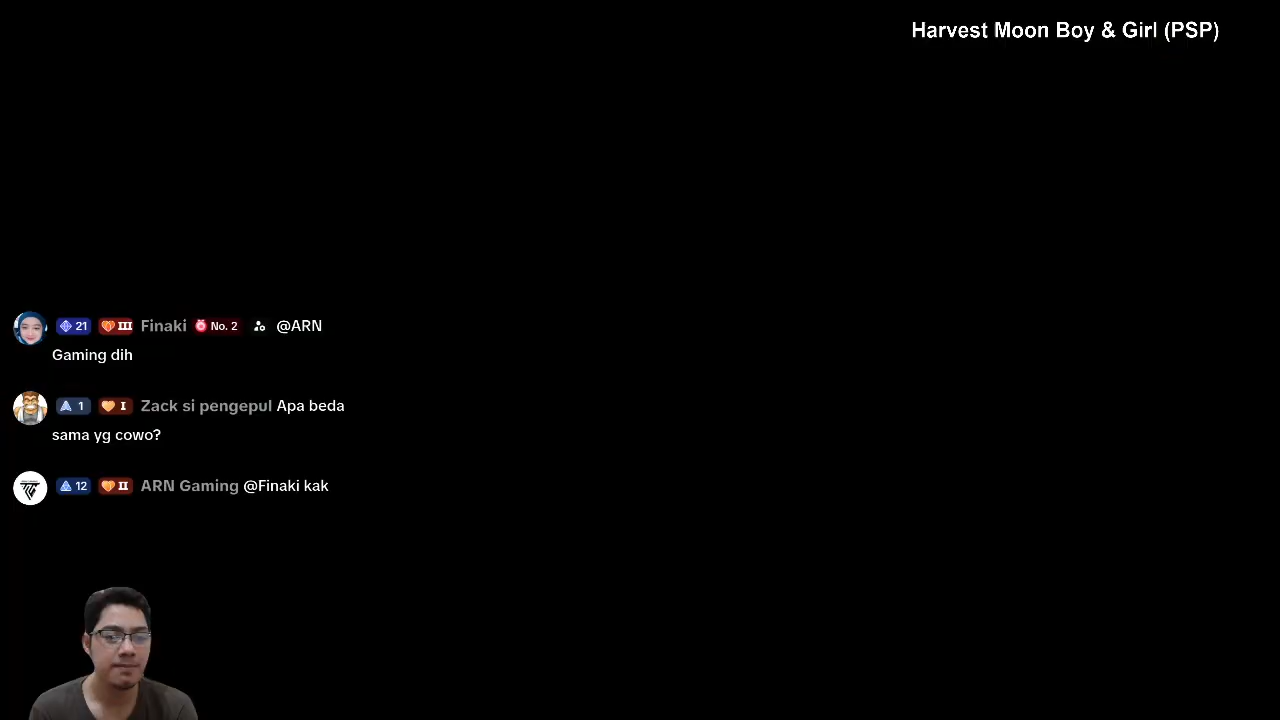 Harvest Moon Boy & Girl (PSP)
21 III Finaki No. 2 @ARN
Gaming dih
1 I Zack si pengepul Apa beda
sama yg cowo?
12 II ARN Gaming @Finaki kak